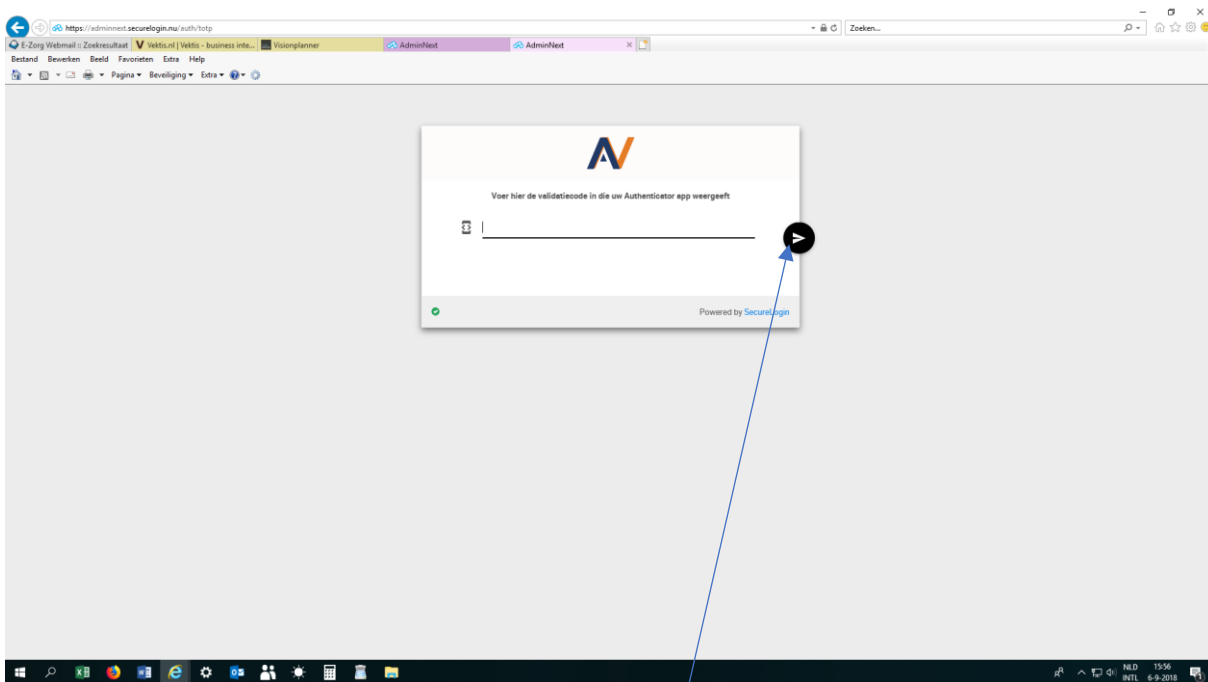 https://adminnext.securelogin.nu/auth/totp
Zoeken...
E-Zorg Webmail :: Zoekresultaat
Vektis.nl | Vektis - business inte...
Visionplanner
AdminNext
AdminNext
Bestand Bewerken Beeld Favorieten Extra Help
Pagina Beveiliging Extra
Voer hier de validatiecode in die uw Authenticator app weergeeft
Powered by SecureLogin
NLD 15:56
INTL 6-9-2018